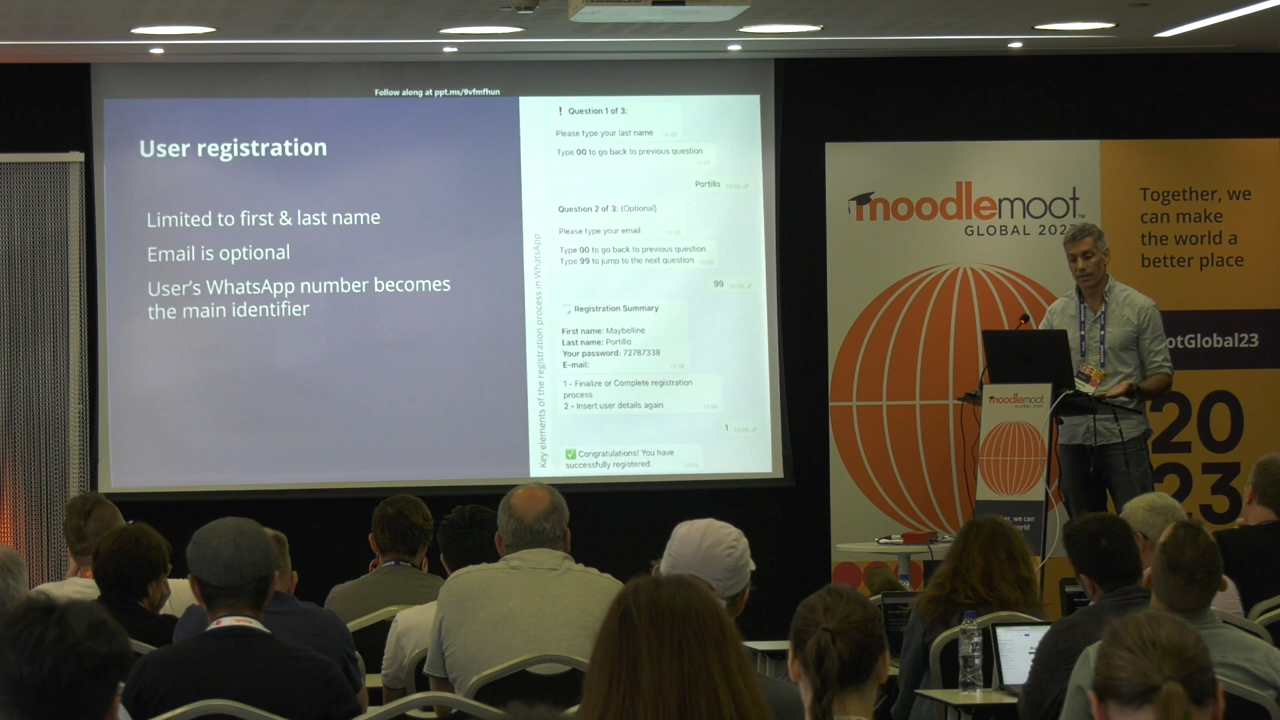 Follow along at ppt.ms/9vfmfhun
User registration
Limited to first & last name
Email is optional
User's WhatsApp number becomes
the main identifier
Key elements of the registration process in WhatsApp
Question 1 of 3:
Please type your last name
Type 00 to go back to previous question
Portillo
Question 2 of 3: (Optional)
Please type your email
Type 00 to go back to previous question
Type 99 to jump to the next question
99
Registration Summary
First name: Maybelline
Last name: Portillo
Your password: 72787338
E-mail:
1 - Finalize or Complete registration
process
2 - Insert user details again
1
Congratulations! You have
successfully registered.
moodlemoot
GLOBAL 202
Together, we
can make
the world a
better place
otGlobal23
20
23
moodlemoot
er, we can
world